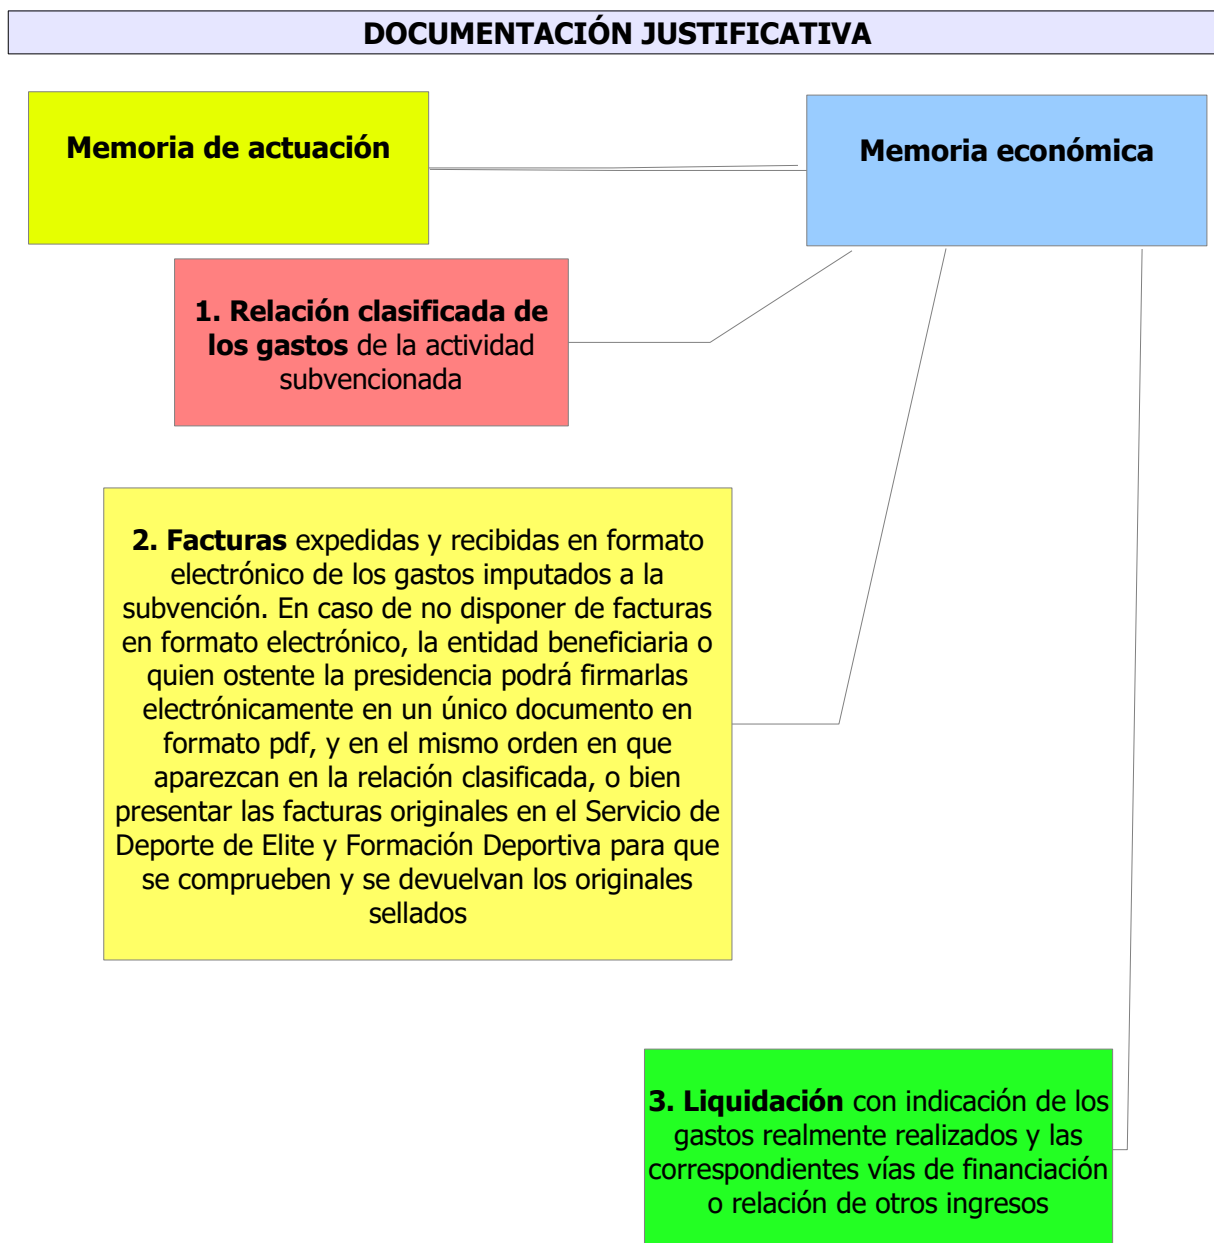 DOCUMENTACIÓN JUSTIFICATIVA
Memoria de actuación
Memoria económica
1. Relación clasificada de
los gastos de la actividad
subvencionada
2. Facturas expedidas y recibidas en formato
electrónico de los gastos imputados a la
subvención. En caso de no disponer de facturas
en formato electrónico, la entidad beneficiaria o
quien ostente la presidencia podrá firmarlas
electrónicamente en un único documento en
formato pdf, y en el mismo orden en que
aparezcan en la relación clasificada, o bien
presentar las facturas originales en el Servicio de
Deporte de Elite y Formación Deportiva para que
se comprueben y se devuelvan los originales
sellados
3. Liquidación con indicación de los
gastos realmente realizados y las
correspondientes vías de financiación
o relación de otros ingresos